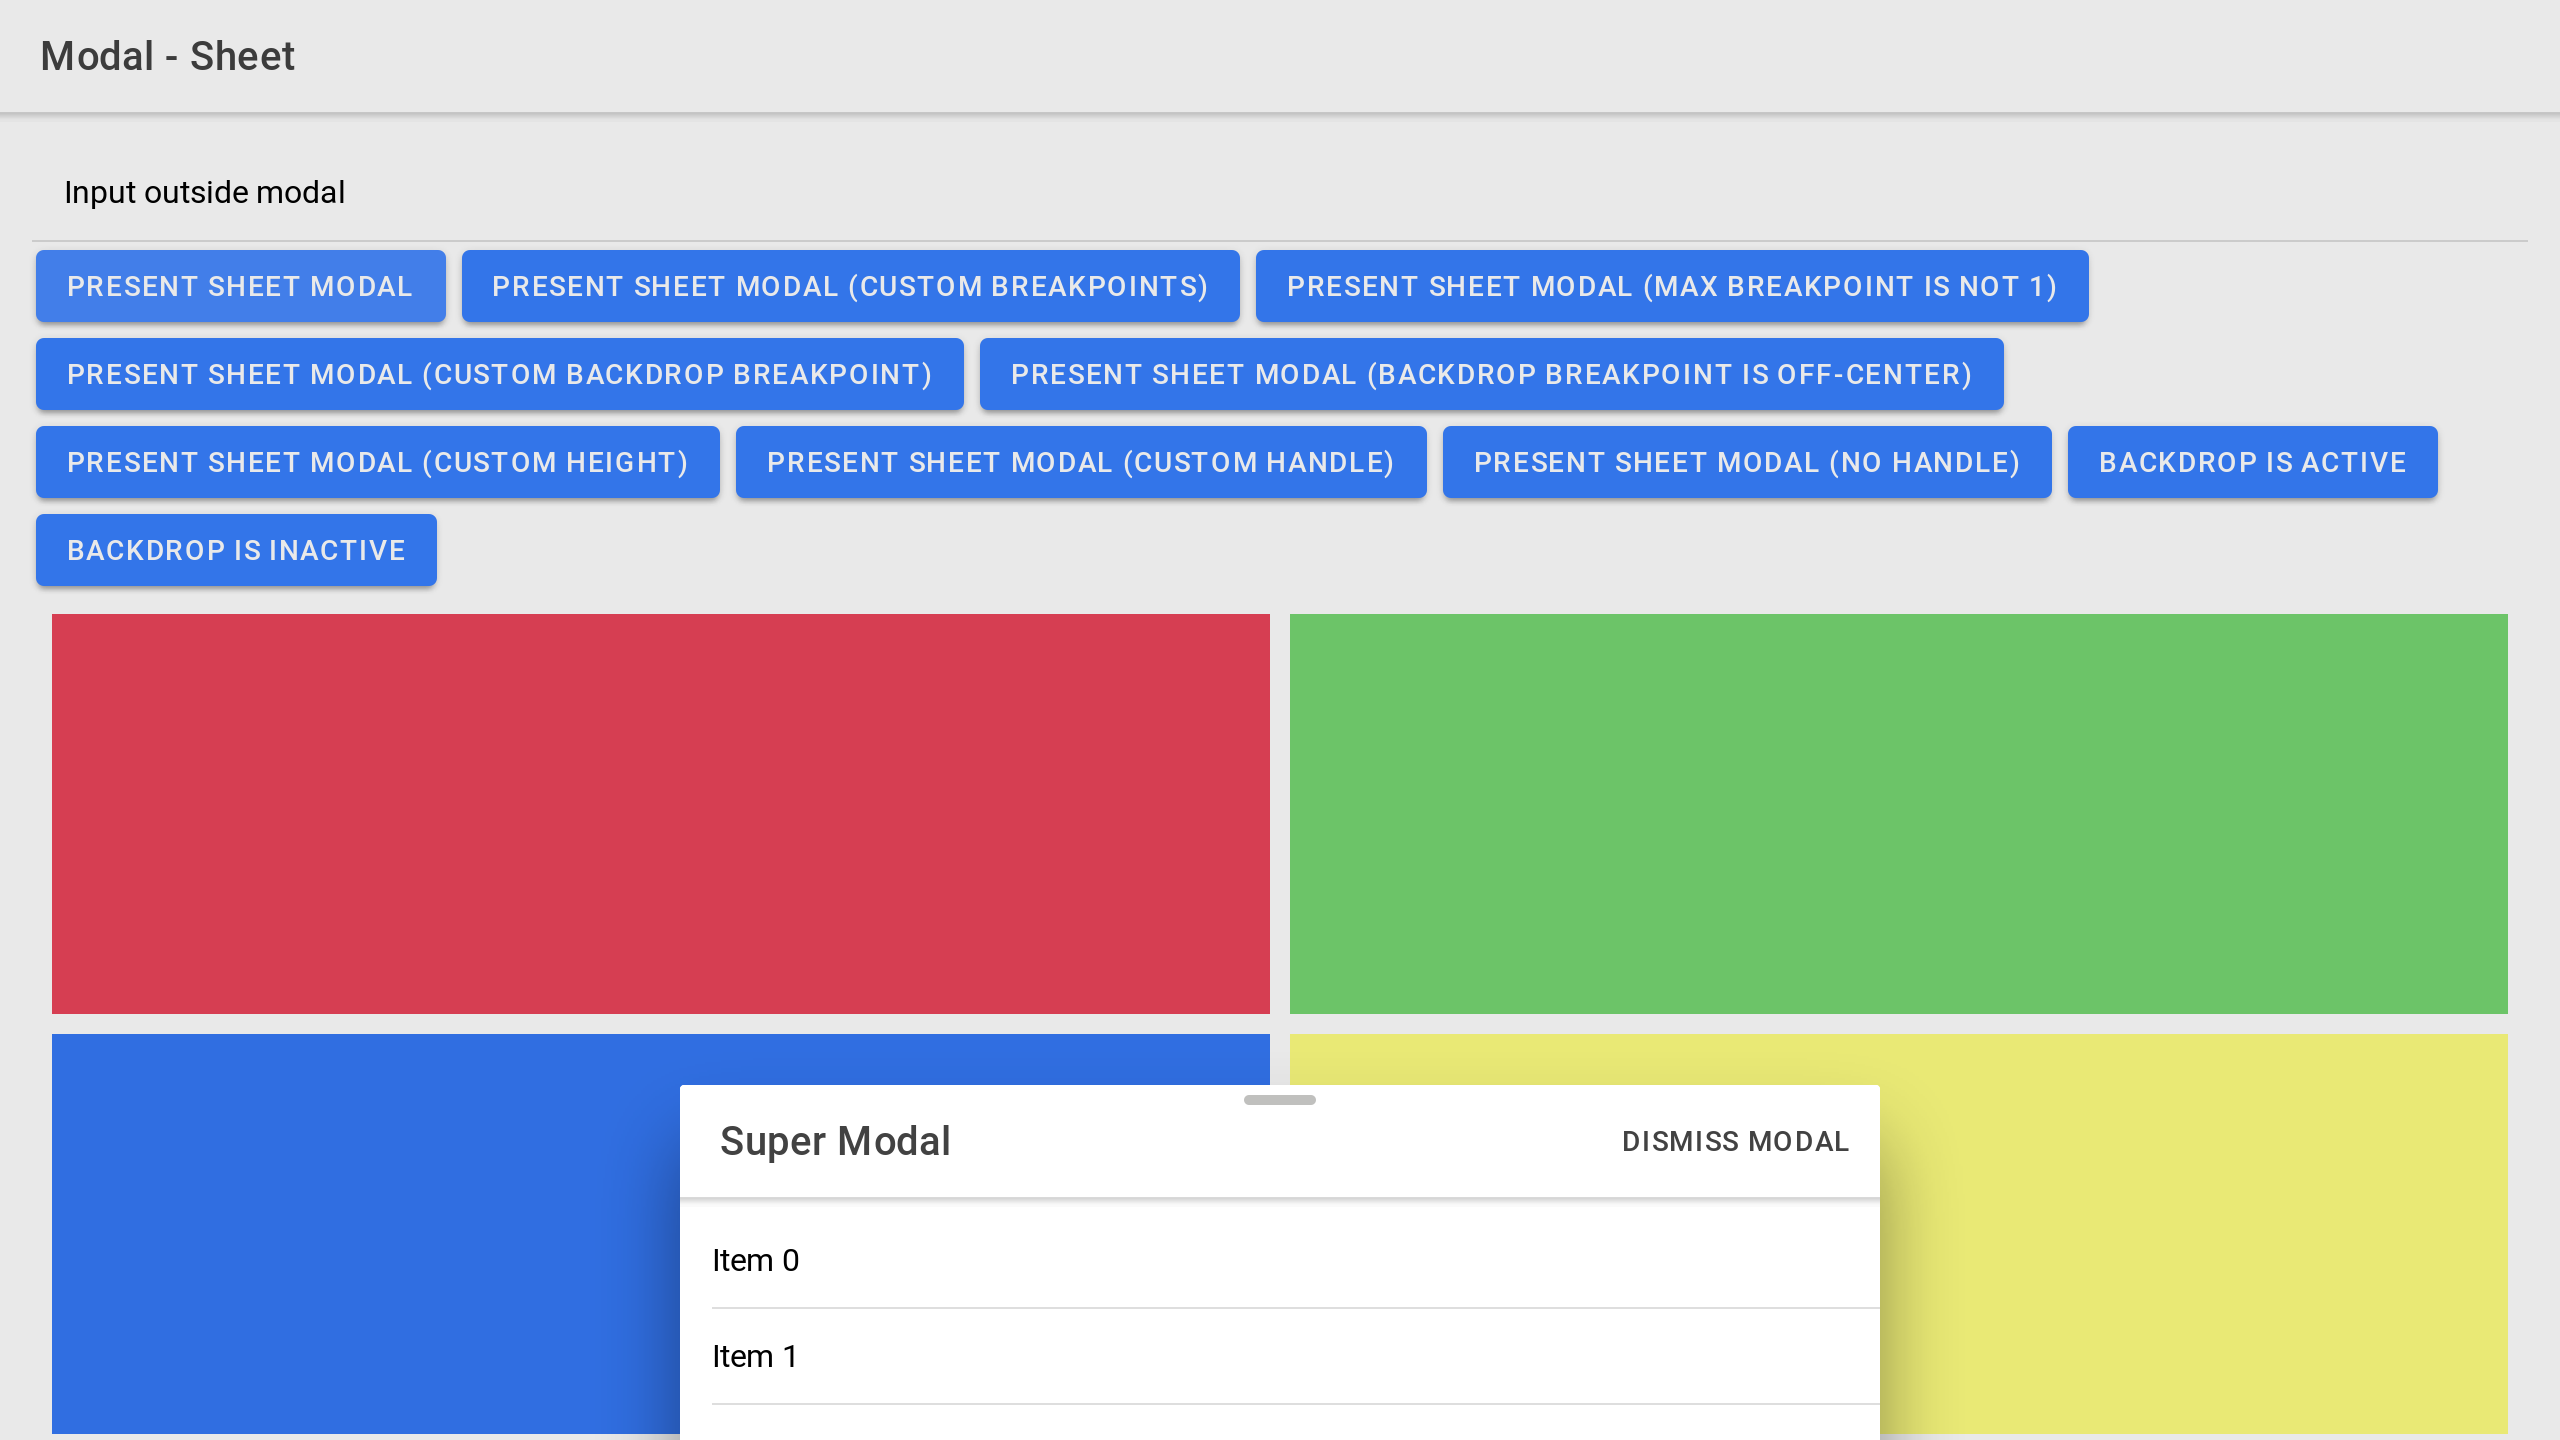 Modal - Sheet
Input outside modal
PRESENT SHEET MODAL
PRESENT SHEET MODAL (CUSTOM BREAKPOINTS)
PRESENT SHEET MODAL (MAX BREAKPOINT IS NOT 1)
PRESENT SHEET MODAL (CUSTOM BACKDROP BREAKPOINT)
PRESENT SHEET MODAL (BACKDROP BREAKPOINT IS OFF-CENTER)
PRESENT SHEET MODAL (CUSTOM HEIGHT)
PRESENT SHEET MODAL (CUSTOM HANDLE)
PRESENT SHEET MODAL (NO HANDLE)
BACKDROP IS ACTIVE
BACKDROP IS INACTIVE
Super Modal
DISMISS MODAL
Item 0
Item 1